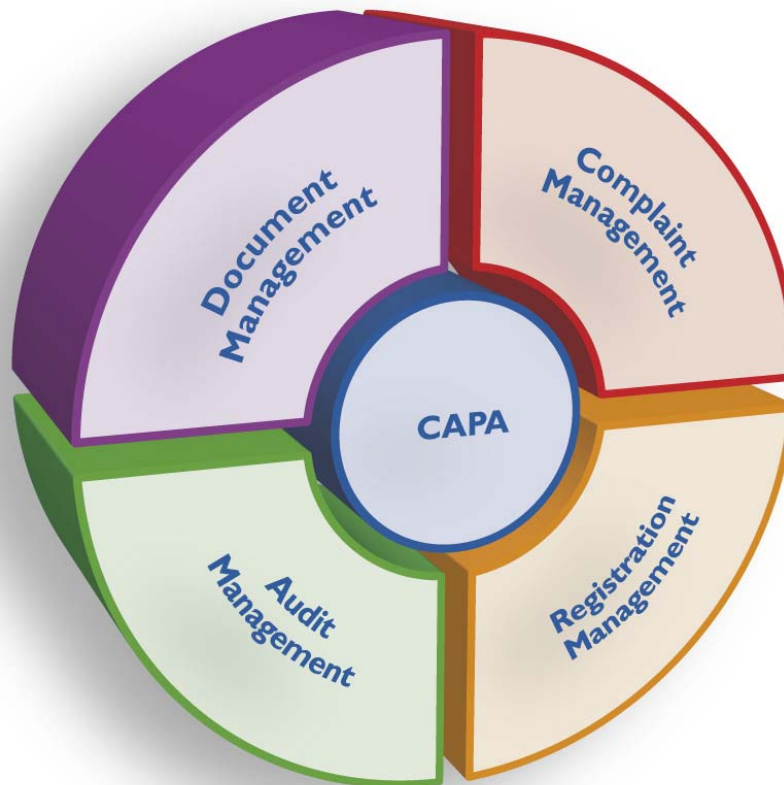 Document
Management
Complaint
Management
CAPA
Audit
Management
Registration
Management